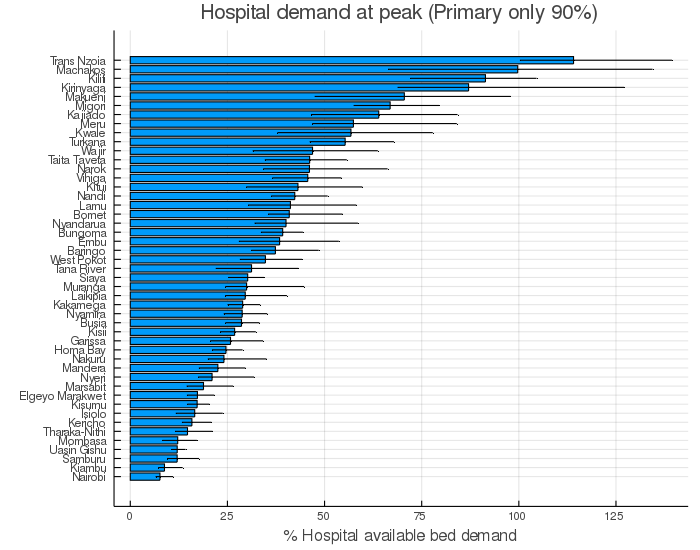 Hospital demand at peak (Primary only 90%)
Trans Nzoia
Machakos
Kilifi
Kirinyaga
Makueni
Migori
Kajiado
Meru
Kwale
Turkana
Wajir
Taita Taveta
Narok
Vihiga
Kitui
Nandi
Lamu
Bomet
Nyandarua
Bungoma
Embu
Baringo
West Pokot
Tana River
Siaya
Muranga
Laikipia
Kakamega
Nyamira
Busia
Kisii
Garissa
Homa Bay
Nakuru
Mandera
Nyeri
Marsabit
Elgeyo Marakwet
Kisumu
Isiolo
Kericho
Tharaka-Nithi
Mombasa
Uasin Gishu
Samburu
Kiambu
Nairobi
0 25 50 75 100 125
% Hospital available bed demand